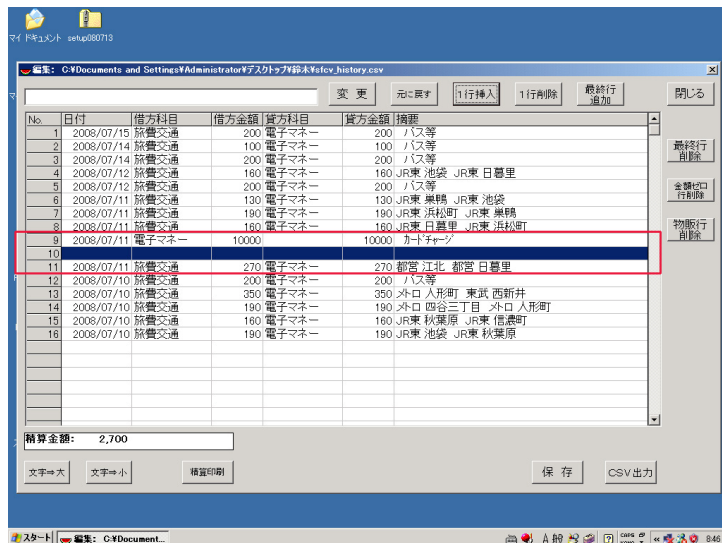 マイ ドキュメント setup080713
編集: C:¥Documents and Settings¥Administrator¥デスクトップ¥鈴木¥sfcv_history.csv
変 更 元に戻す 1行挿入 1行削除 最終行追加 閉じる
No. 日付 借方科目 借方金額 貸方科目 貸方金額 摘要
1 2008/07/15 旅費交通 200 電子マネー 200 バス等
2 2008/07/14 旅費交通 100 電子マネー 100 バス等
3 2008/07/14 旅費交通 200 電子マネー 200 バス等
4 2008/07/12 旅費交通 160 電子マネー 160 JR東 池袋 JR東 日暮里
5 2008/07/12 旅費交通 200 電子マネー 200 バス等
6 2008/07/11 旅費交通 130 電子マネー 130 JR東 巣鴨 JR東 池袋
7 2008/07/11 旅費交通 190 電子マネー 190 JR東 浜松町 JR東 巣鴨
8 2008/07/11 旅費交通 160 電子マネー 160 JR東 日暮里 JR東 浜松町
9 2008/07/11 電子マネー 10000 10000 カードチャージ
10
11 2008/07/11 旅費交通 270 電子マネー 270 都営 江北 都営 日暮里
12 2008/07/10 旅費交通 200 電子マネー 200 バス等
13 2008/07/10 旅費交通 350 電子マネー 350 メトロ 人形町 東武 西新井
14 2008/07/10 旅費交通 190 電子マネー 190 メトロ 四谷三丁目 メトロ 人形町
15 2008/07/10 旅費交通 160 電子マネー 160 JR東 秋葉原 JR東 信濃町
16 2008/07/10 旅費交通 190 電子マネー 190 JR東 池袋 JR東 秋葉原
最終行削除
金額ゼロ行削除
物販行削除
積算金額: 2,700
文字⇒大 文字⇒小 積算印刷 保 存 CSV出力
スタート 編集: C:¥Document... A 般 CAPS 8:46